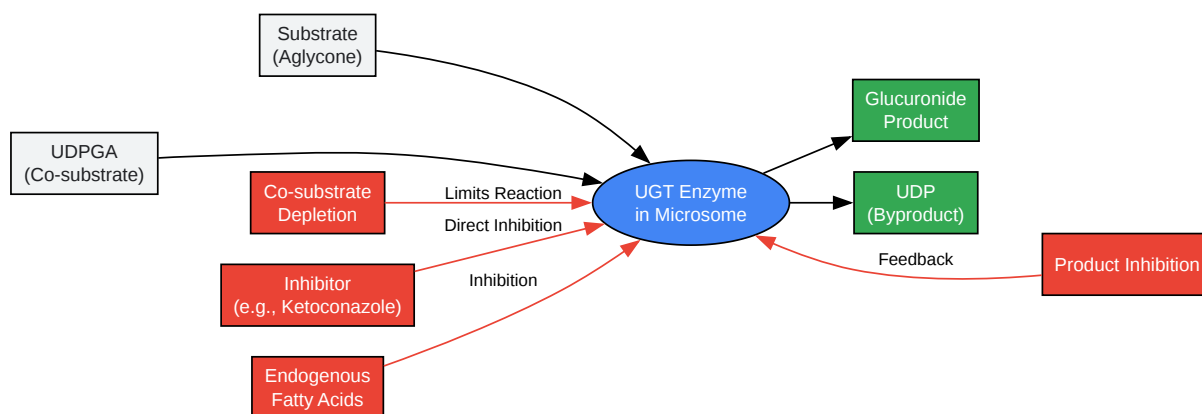 Substrate
(Aglycone)
UDPGA
(Co-substrate)
Co-substrate
Depletion
Limits Reaction
Direct Inhibition
Inhibitor
(e.g., Ketoconazole)
Inhibition
Endogenous
Fatty Acids
UGT Enzyme
in Microsome
Glucuronide
Product
UDP
(Byproduct)
Feedback
Product Inhibition